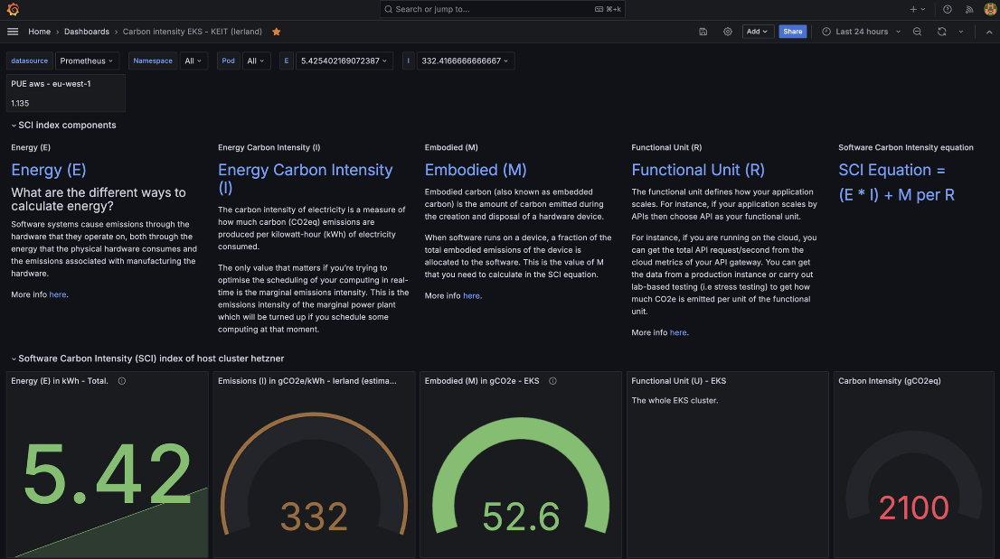 Search or jump to...
⌘+k
Home > Dashboards > Carbon intensity EKS - KEIT (Ierland)
Add
Share
Last 24 hours
datasource
Prometheus
Namespace
All
Pod
All
E
5.425402169072387
I
332.4166666666667
PUE aws - eu-west-1
1.135
SCI index components
Energy (E)
Energy (E)
What are the different ways to
calculate energy?
Software systems cause emissions through the
hardware that they operate on, both through the
energy that the physical hardware consumes and
the emissions associated with manufacturing the
hardware.
More info here.
Energy Carbon Intensity (I)
Energy Carbon Intensity
(I)
The carbon intensity of electricity is a measure of
how much carbon (CO2eq) emissions are
produced per kilowatt-hour (kWh) of electricity
consumed.
The only value that matters if you’re trying to
optimise the scheduling of your computing in real-
time is the marginal emissions intensity. This is the
emissions intensity of the marginal power plant
which will be turned up if you schedule some
computing at that moment.
Embodied (M)
Embodied (M)
Embodied carbon (also known as embedded
carbon) is the amount of carbon emitted during
the creation and disposal of a hardware device.
When software runs on a device, a fraction of the
total embodied emissions of the device is
allocated to the software. This is the value of M
that you need to calculate in the SCI equation.
More info here.
Functional Unit (R)
Functional Unit (R)
The functional unit defines how your application
scales. For instance, if your application scales by
APIs then choose API as your functional unit.
For instance, if you are running on the cloud, you
can get the total API request/second from the
cloud metrics of your API gateway. You can get
the data from a production instance or carry out
lab-based testing (i.e stress testing) to get how
much CO2e is emitted per unit of the functional
unit.
More info here.
Software Carbon Intensity equation
SCI Equation =
(E * I) + M per R
Software Carbon Intensity (SCI) index of host cluster hetzner
Energy (E) in kWh - Total.
5.42
Emissions (I) in gCO2e/kWh - Ierland (estima...
332
Embodied (M) in gCO2e - EKS
52.6
Functional Unit (U) - EKS
The whole EKS cluster.
Carbon Intensity (gCO2eq)
2100